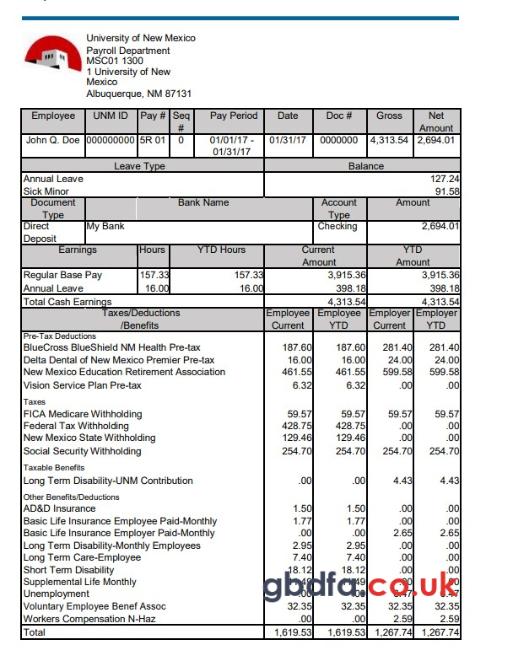 University of New Mexico
Payroll Department
MSC01 1300
1 University of New
Mexico
Albuquerque, NM 87131
Employee UNM ID Pay # Seq # Pay Period Date Doc # Gross Net Amount
John Q. Doe 000000000 5R 01 0 01/01/17 - 01/31/17 01/31/17 0000000 4,313.54 2,694.01
Leave Type Balance
Annual Leave 127.24
Sick Minor 91.58
Document Type Bank Name Account Type Amount
Direct Deposit My Bank Checking 2,694.01
Earnings Hours YTD Hours Current Amount YTD Amount
Regular Base Pay 157.33 157.33 3,915.36 3,915.36
Annual Leave 16.00 16.00 398.18 398.18
Total Cash Earnings 4,313.54 4,313.54
Taxes/Deductions /Benefits Employee Current Employee YTD Employer Current Employer YTD
Pre-Tax Deductions
BlueCross BlueShield NM Health Pre-tax 187.60 187.60 281.40 281.40
Delta Dental of New Mexico Premier Pre-tax 16.00 16.00 24.00 24.00
New Mexico Education Retirement Association 461.55 461.55 599.58 599.58
Vision Service Plan Pre-tax 6.32 6.32 .00 .00
Taxes
FICA Medicare Withholding 59.57 59.57 59.57 59.57
Federal Tax Withholding 428.75 428.75 .00 .00
New Mexico State Withholding 129.46 129.46 .00 .00
Social Security Withholding 254.70 254.70 254.70 254.70
Taxable Benefits
Long Term Disability-UNM Contribution .00 .00 4.43 4.43
Other Benefits/Deductions
AD&D Insurance 1.50 1.50 .00 .00
Basic Life Insurance Employee Paid-Monthly 1.77 1.77 .00 .00
Basic Life Insurance Employer Paid-Monthly .00 .00 2.65 2.65
Long Term Disability-Monthly Employees 2.95 2.95 .00 .00
Long Term Care-Employee 7.40 7.40 .00 .00
Short Term Disability 18.12 18.12 .00 .00
Supplemental Life Monthly
Unemployment
gbdfa.co.uk
Voluntary Employee Benef Assoc 32.35 32.35 32.35 32.35
Workers Compensation N-Haz .00 .00 2.59 2.59
Total 1,619.53 1,619.53 1,267.74 1,267.74